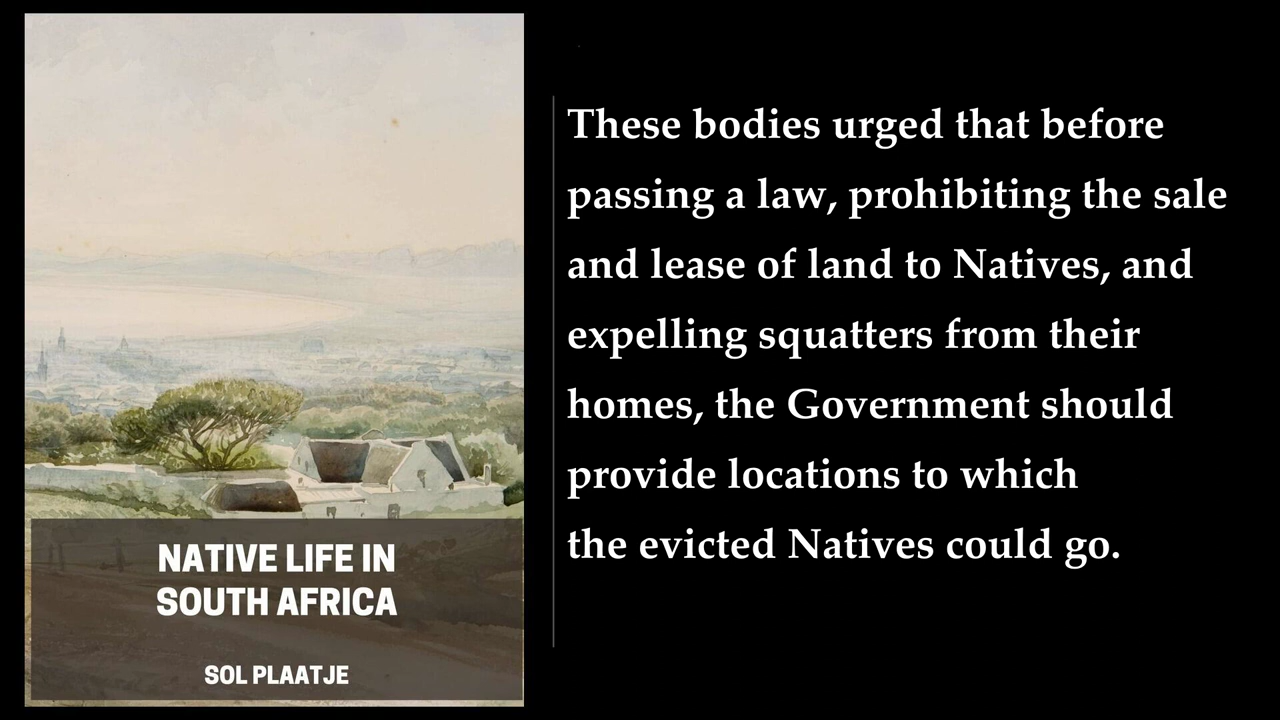 NATIVE LIFE IN
SOUTH AFRICA
SOL PLAATJE
These bodies urged that before
passing a law, prohibiting the sale
and lease of land to Natives, and
expelling squatters from their
homes, the Government should
provide locations to which
the evicted Natives could go.